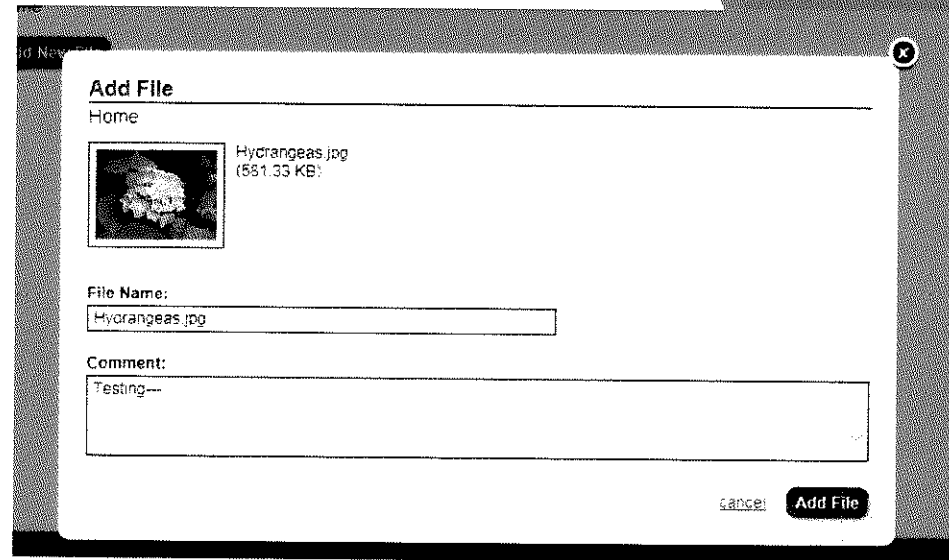 Add File
Home
Hydrangeas.jpg
(581.33 KB)
File Name:
Hydrangeas.jpg
Comment:
Testing---
cancel
Add File